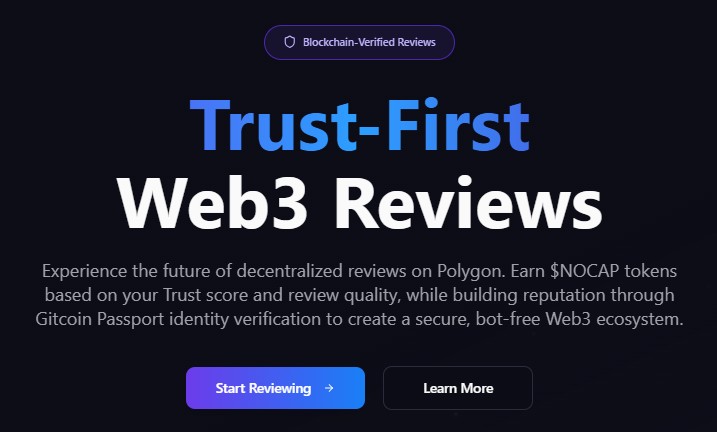 Blockchain-Verified Reviews
Trust-First
Web3 Reviews
Experience the future of decentralized reviews on Polygon. Earn $NOCAP tokens
based on your Trust score and review quality, while building reputation through
Gitcoin Passport identity verification to create a secure, bot-free Web3 ecosystem.
Start Reviewing →
Learn More